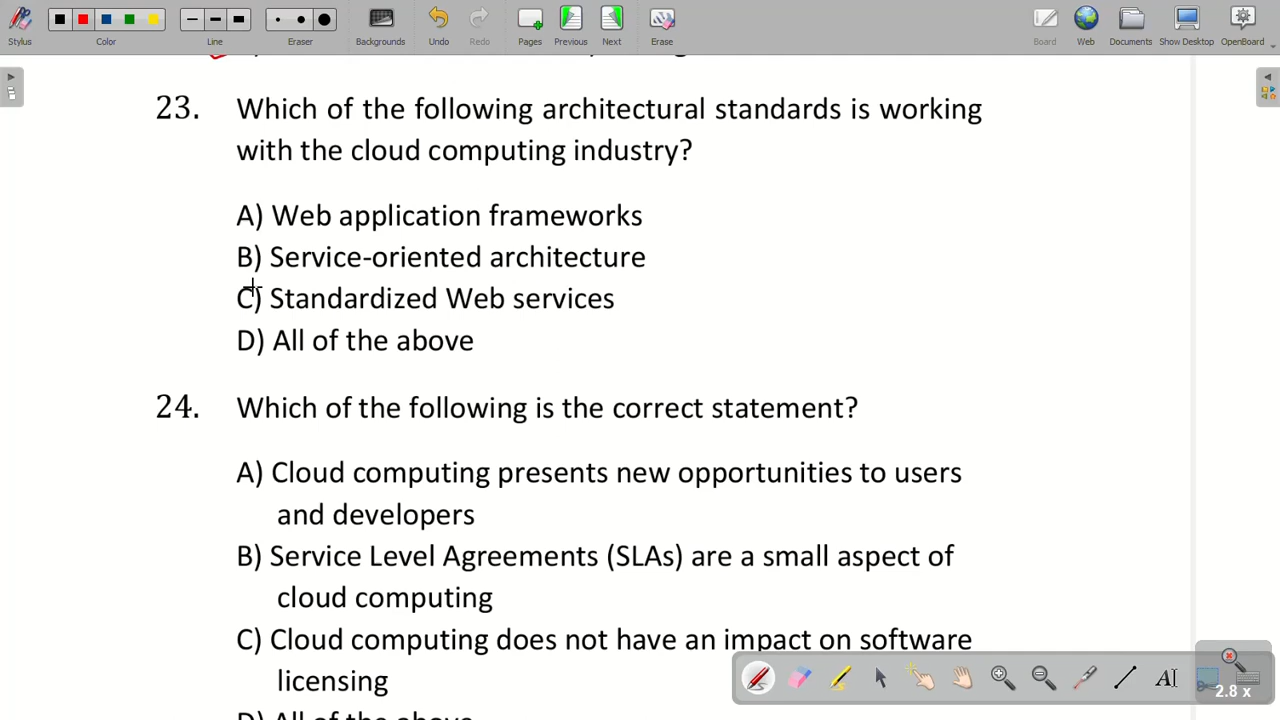 Stylus
Color
Line
Eraser
Backgrounds
Undo
Redo
Pages
Previous
Next
Erase
Board
Web
Documents
Show Desktop
OpenBoard
23. Which of the following architectural standards is working
with the cloud computing industry?
A) Web application frameworks
B) Service-oriented architecture
C) Standardized Web services
D) All of the above
24. Which of the following is the correct statement?
A) Cloud computing presents new opportunities to users
and developers
B) Service Level Agreements (SLAs) are a small aspect of
cloud computing
C) Cloud computing does not have an impact on software
licensing
D) All of the above
2.8 x